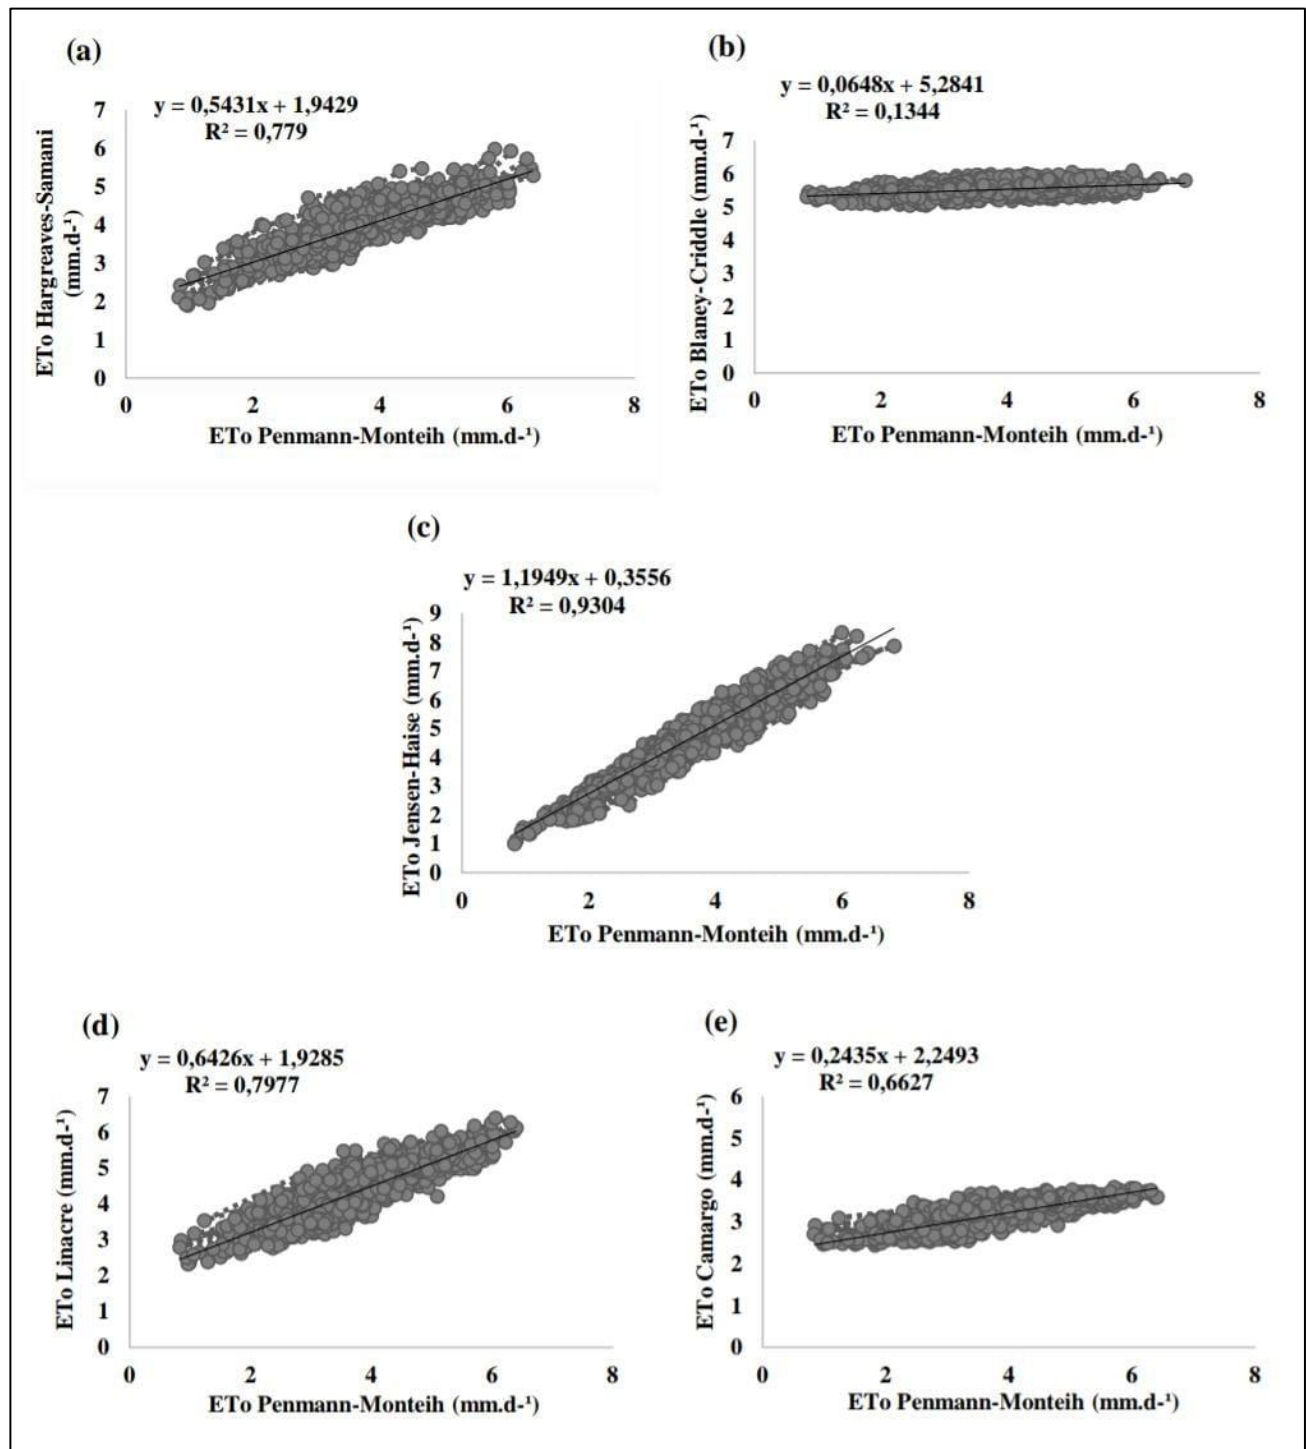 (a)
y = 0,5431x + 1,9429
R² = 0,779
ETo Hargreaves-Samani
(mm.d-¹)
7
6
5
4
3
2
1
0
0 2 4 6 8
ETo Penmann-Monteih (mm.d-¹)
(b)
y = 0,0648x + 5,2841
R² = 0,1344
ETo Blaney-Criddle (mm.d-¹)
7
6
5
4
3
2
1
0
0 2 4 6 8
ETo Penmann-Monteih (mm.d-¹)
(c)
y = 1,1949x + 0,3556
R² = 0,9304
ETo Jensen-Haise (mm.d-¹)
9
8
7
6
5
4
3
2
1
0
0 2 4 6 8
ETo Penmann-Monteih (mm.d-¹)
(d)
y = 0,6426x + 1,9285
R² = 0,7977
ETo Linacre (mm.d-¹)
7
6
5
4
3
2
1
0
0 2 4 6 8
ETo Penmann-Monteih (mm.d-¹)
(e)
y = 0,2435x + 2,2493
R² = 0,6627
ETo Camargo (mm.d-¹)
6
5
4
3
2
1
0
0 2 4 6 8
ETo Penmann-Monteih (mm.d-¹)